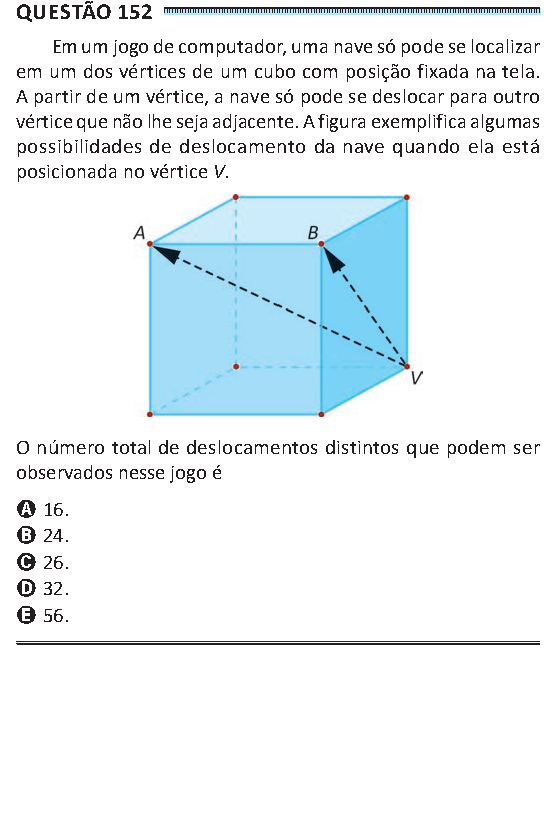 QUESTÃO 152
Em um jogo de computador, uma nave só pode se localizar
em um dos vértices de um cubo com posição fixada na tela.
A partir de um vértice, a nave só pode se deslocar para outro
vértice que não lhe seja adjacente. A figura exemplifica algumas
possibilidades de deslocamento da nave quando ela está
posicionada no vértice V.
A
B
V
O número total de deslocamentos distintos que podem ser
observados nesse jogo é
A 16.
B 24.
C 26.
D 32.
E 56.